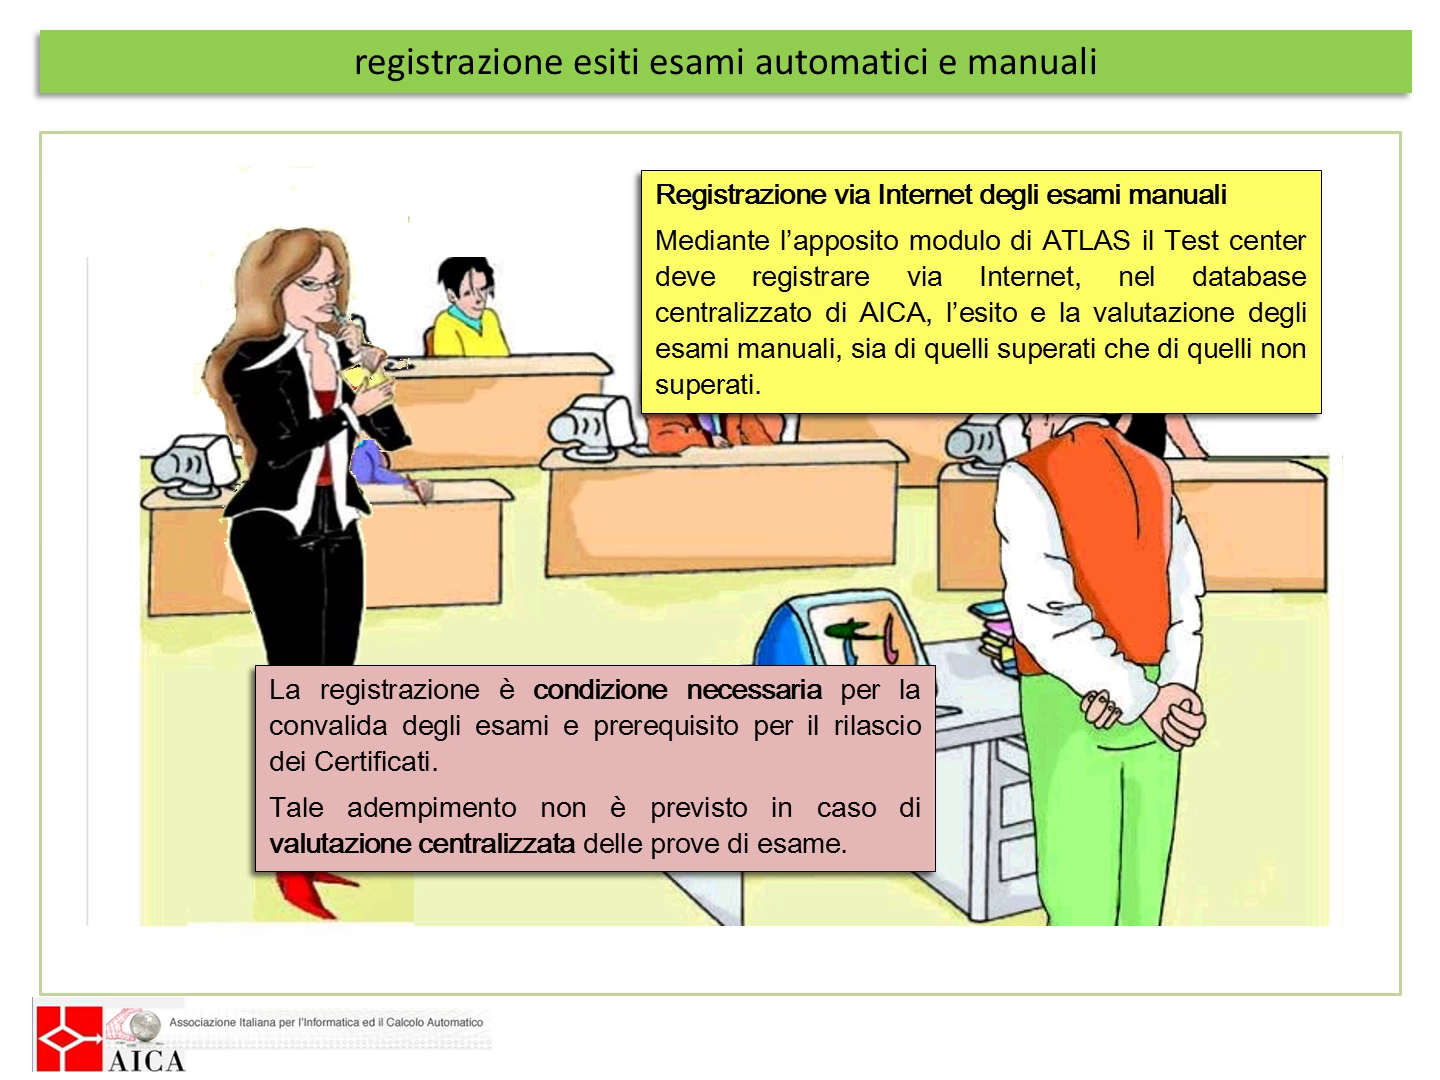 registrazione esiti esami automatici e manuali
Registrazione via Internet degli esami manuali
Mediante l’apposito modulo di ATLAS il Test center
deve registrare via Internet, nel database
centralizzato di AICA, l’esito e la valutazione degli
esami manuali, sia di quelli superati che di quelli non
superati.
La registrazione è condizione necessaria per la
convalida degli esami e prerequisito per il rilascio
dei Certificati.
Tale adempimento non è previsto in caso di
valutazione centralizzata delle prove di esame.
Associazione Italiana per l'Informatica ed il Calcolo Automatico
AICA